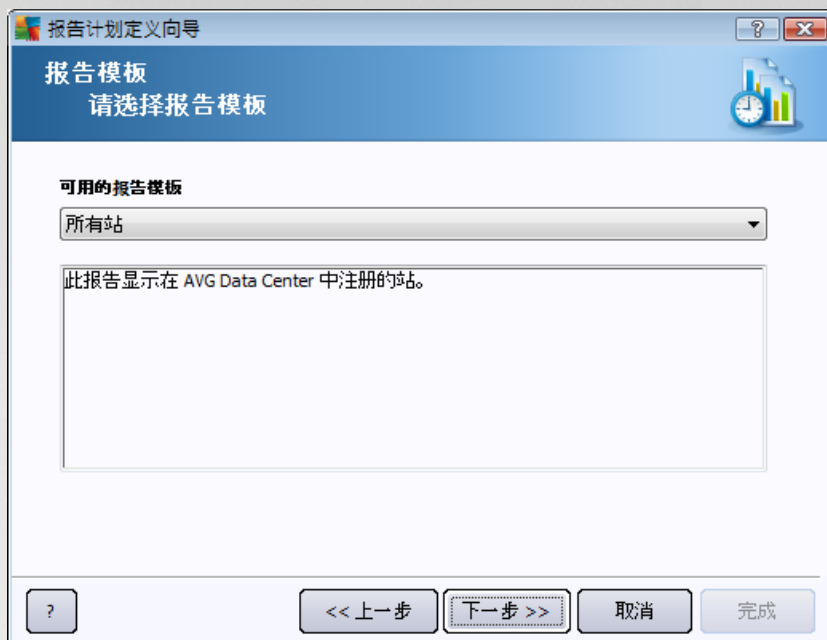 报告计划定义向导
?
报告模板
请选择报告模板
可用的报告模板
所有站
此报告显示在 AVG Data Center 中注册的站。
?
<< 上一步
下一步 >>
取消
完成